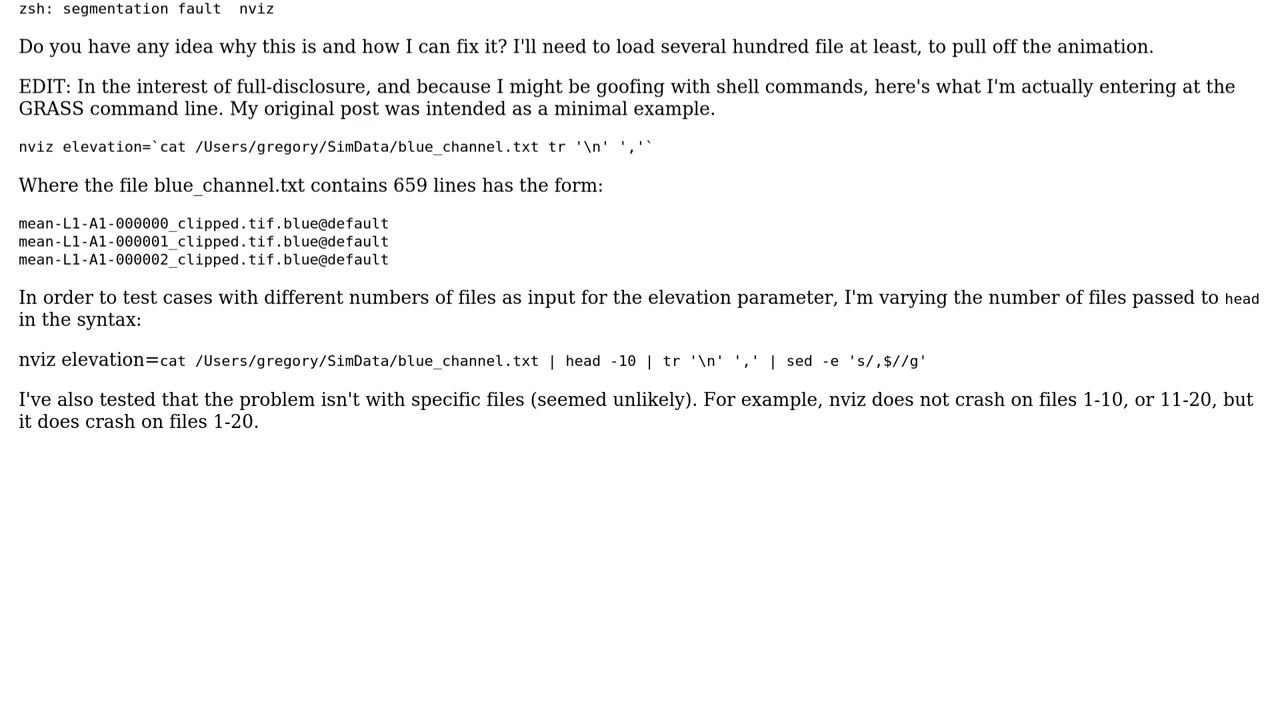 zsh: segmentation fault  nviz
Do you have any idea why this is and how I can fix it? I'll need to load several hundred file at least, to pull off the animation.
EDIT: In the interest of full-disclosure, and because I might be goofing with shell commands, here's what I'm actually entering at the
GRASS command line. My original post was intended as a minimal example.
nviz elevation=`cat /Users/gregory/SimData/blue_channel.txt tr '\n' ','`
Where the file blue_channel.txt contains 659 lines has the form:
mean-L1-A1-000000_clipped.tif.blue@default
mean-L1-A1-000001_clipped.tif.blue@default
mean-L1-A1-000002_clipped.tif.blue@default
In order to test cases with different numbers of files as input for the elevation parameter, I'm varying the number of files passed to head
in the syntax:
nviz elevation=cat /Users/gregory/SimData/blue_channel.txt | head -10 | tr '\n' ',' | sed -e 's/,$//g'
I've also tested that the problem isn't with specific files (seemed unlikely). For example, nviz does not crash on files 1-10, or 11-20, but
it does crash on files 1-20.